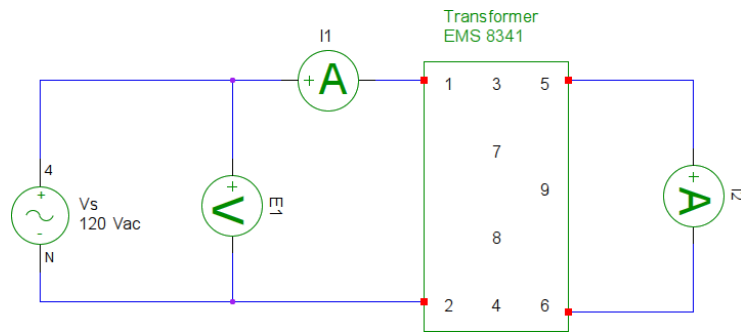 Transformer
EMS 8341
I1
+ A
1 3 5
4
+
Vs
120 Vac
-
N
+
V
E1
7
9
8
+
A
I2
2 4 6